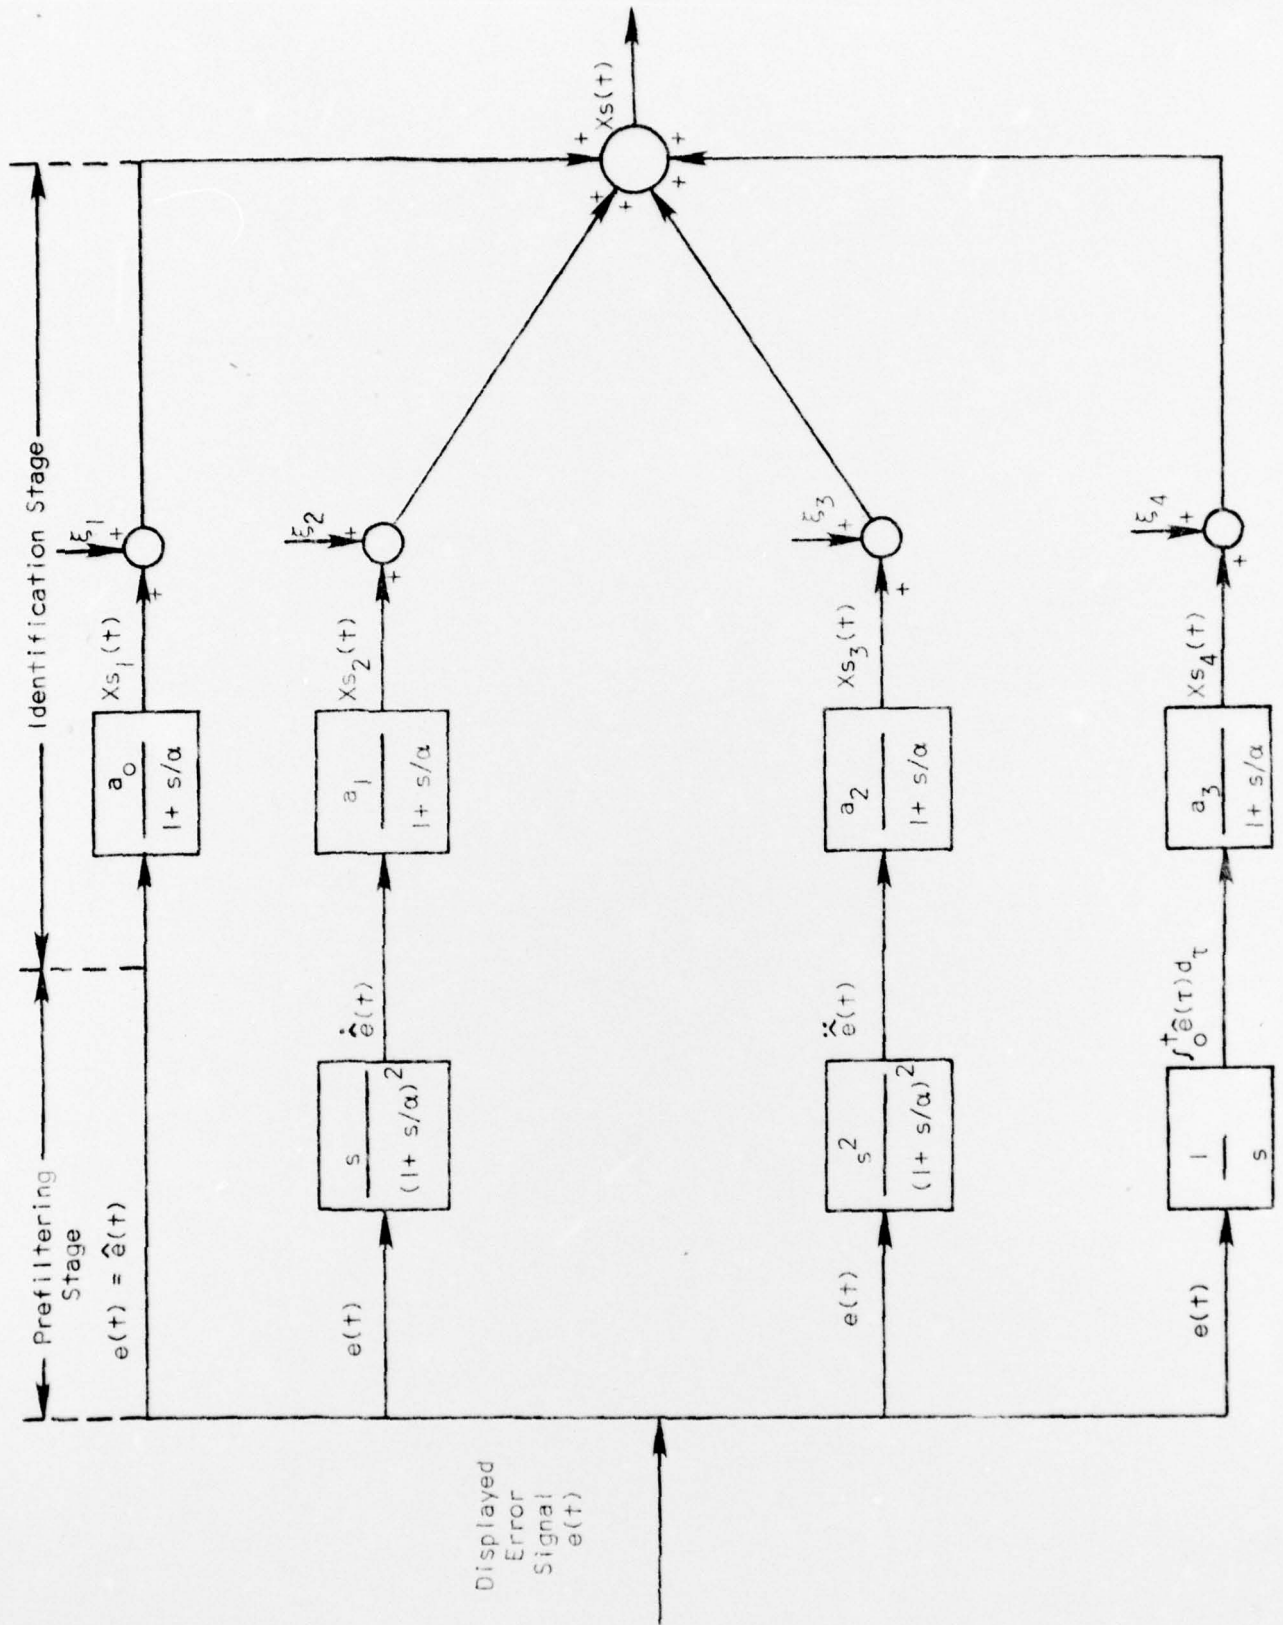 Prefiltering
Stage
Identification Stage
e(t) = ê(t)
a₀
1+ s/α
Xs₁(t)
ξ₁
+
+
e(t)
s
(1+ s/α)²
ê̇(t)
a₁
1+ s/α
Xs₂(t)
ξ₂
+
+
Displayed
Error
Signal
e(t)
+
+
+
+
+
+
Xs(t)
e(t)
s²
(1+ s/α)²
ê̈(t)
a₂
1+ s/α
Xs₃(t)
ξ₃
+
+
e(t)
1
s
∫₀ᵗ ê(τ)dτ
a₃
1+ s/α
Xs₄(t)
ξ₄
+
+